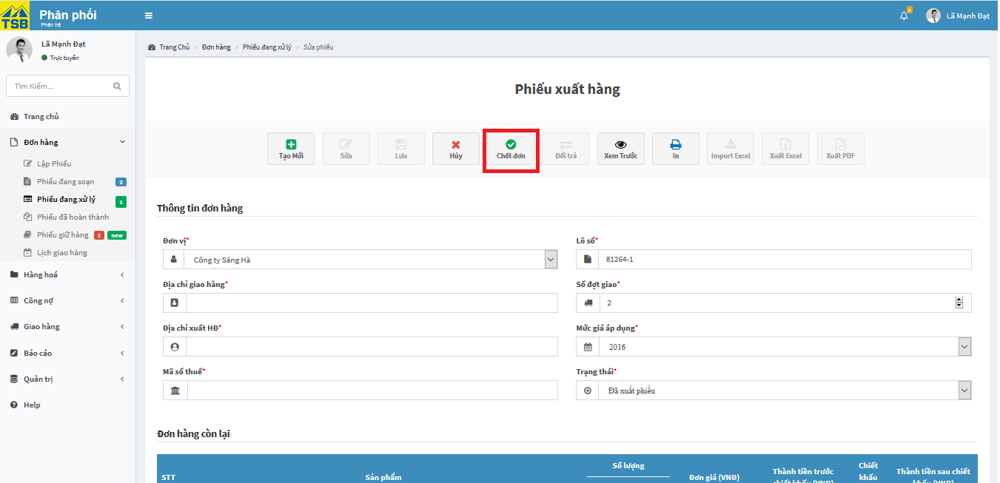 TSB
Phân phối
Phân hệ
9
Lã Mạnh Đạt
Lã Mạnh Đạt
Trực tuyến
Tìm Kiếm...
Trang chủ
Đơn hàng
Lập Phiếu
Phiếu đang soạn 2
Phiếu đang xử lý 1
Phiếu đã hoàn thành
Phiếu giữ hàng 2 new
Lịch giao hàng
Hàng hoá
Công nợ
Giao hàng
Báo cáo
Quản trị
Help
Trang Chủ > Đơn hàng > Phiếu đang xử lý > Sửa phiếu
Phiếu xuất hàng
Tạo Mới Sửa Lưu Hủy Chốt đơn Đổi trả Xem Trước In Import Excel Xuất Excel Xuất PDF
Thông tin đơn hàng
Đơn vị* Lô số*
Công ty Sáng Hà 81264-1
Địa chỉ giao hàng* Số đợt giao*
2
Địa chỉ xuất HĐ* Mức giá áp dụng*
2016
Mã số thuế* Trạng thái*
Đã xuất phiếu
Đơn hàng còn lại
Số lượng
STT Sản phẩm Đơn giá (VNĐ)
Thành tiền trước
chiết khấu (VNĐ)
Chiết
khấu
Thành tiền sau chiết
khấu (VNĐ)